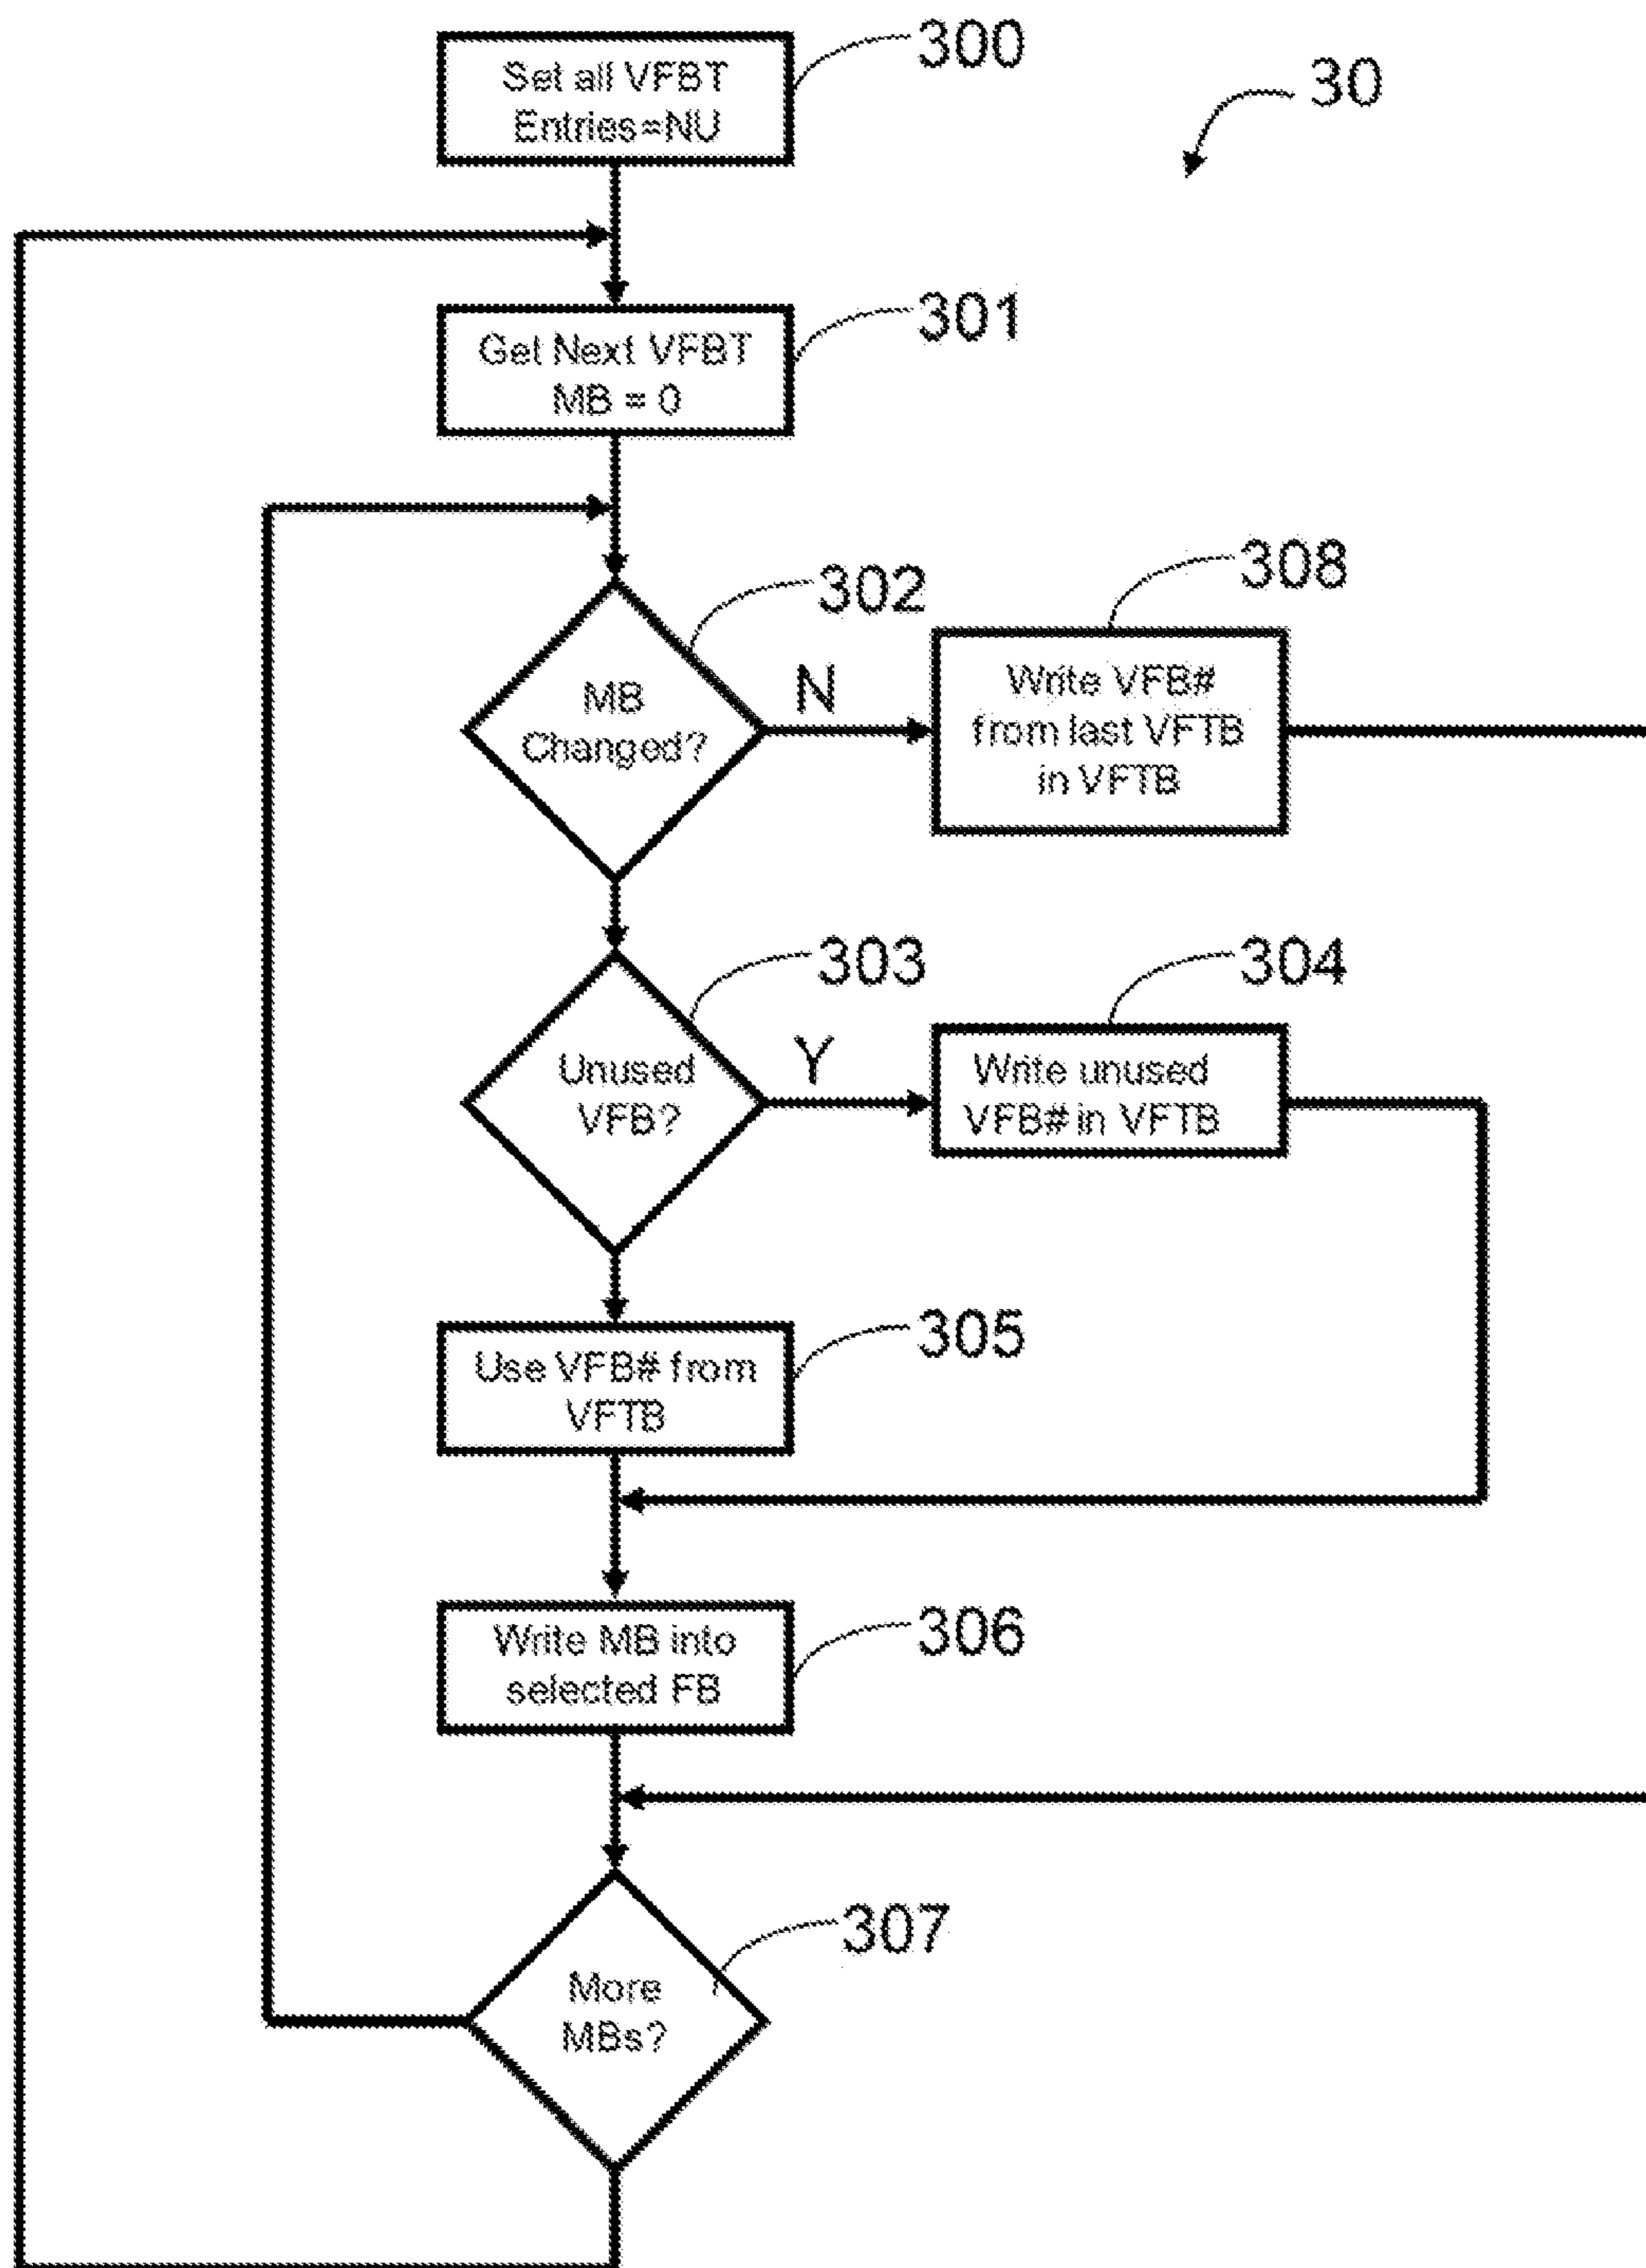 300
Set all VFBT
Entries=NU
30
301
Get Next VFBT
MB = 0
302
MB
Changed?
N
308
Write VFB#
from last VFTB
in VFTB
303
Unused
VFB?
Y
304
Write unused
VFB# in VFTB
305
Use VFB# from
VFTB
306
Write MB into
selected FB
307
More
MBs?